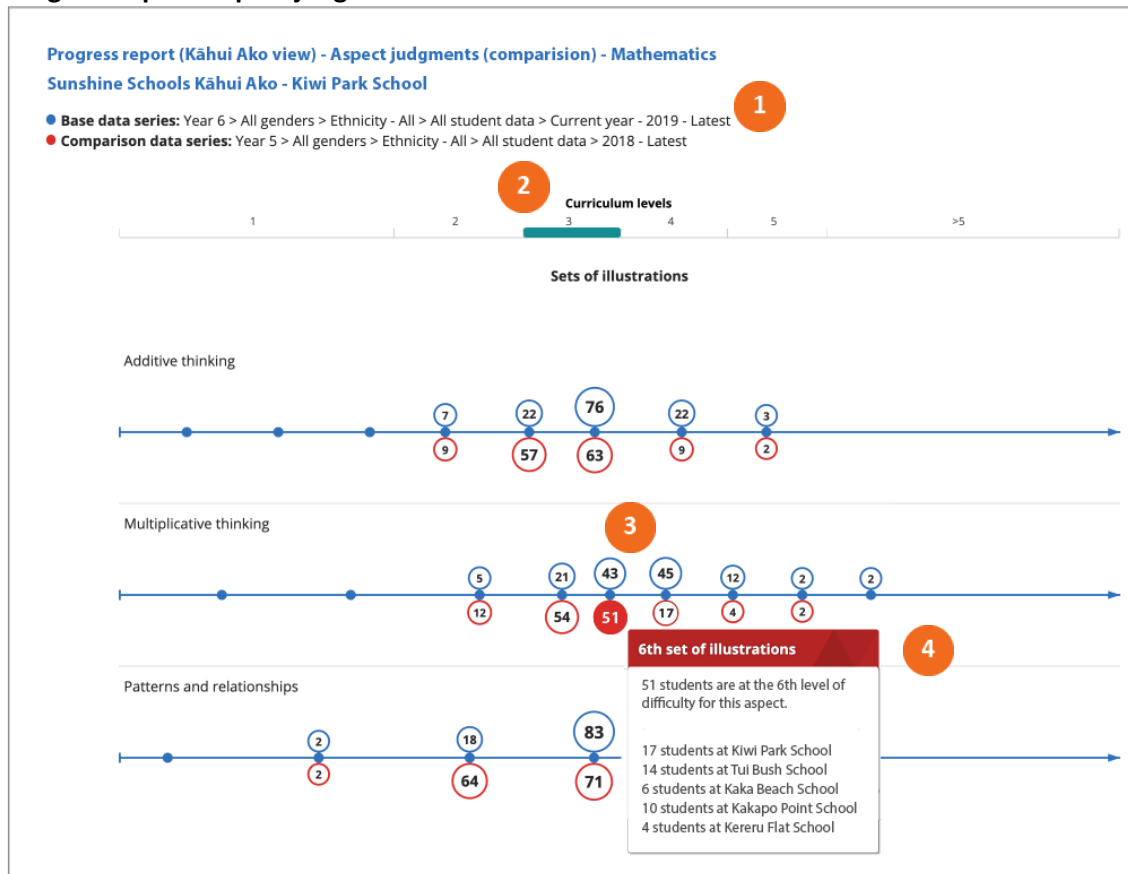 Progress report (Kāhui Ako view) - Aspect judgments (comparision) - Mathematics
Sunshine Schools Kāhui Ako - Kiwi Park School
1
Base data series: Year 6 > All genders > Ethnicity - All > All student data > Current year - 2019 - Latest
Comparison data series: Year 5 > All genders > Ethnicity - All > All student data > 2018 - Latest
2
Curriculum levels
1 2 3 4 5 >5
Sets of illustrations
Additive thinking
7 22 76 22 3
9 57 63 9 2
Multiplicative thinking
3
5 21 43 45 12 2 2
12 54 51 17 4 2
6th set of illustrations
4
51 students are at the 6th level of
difficulty for this aspect.
17 students at Kiwi Park School
14 students at Tui Bush School
6 students at Kaka Beach School
10 students at Kakapo Point School
4 students at Kereru Flat School
Patterns and relationships
2 18 83
2 64 71